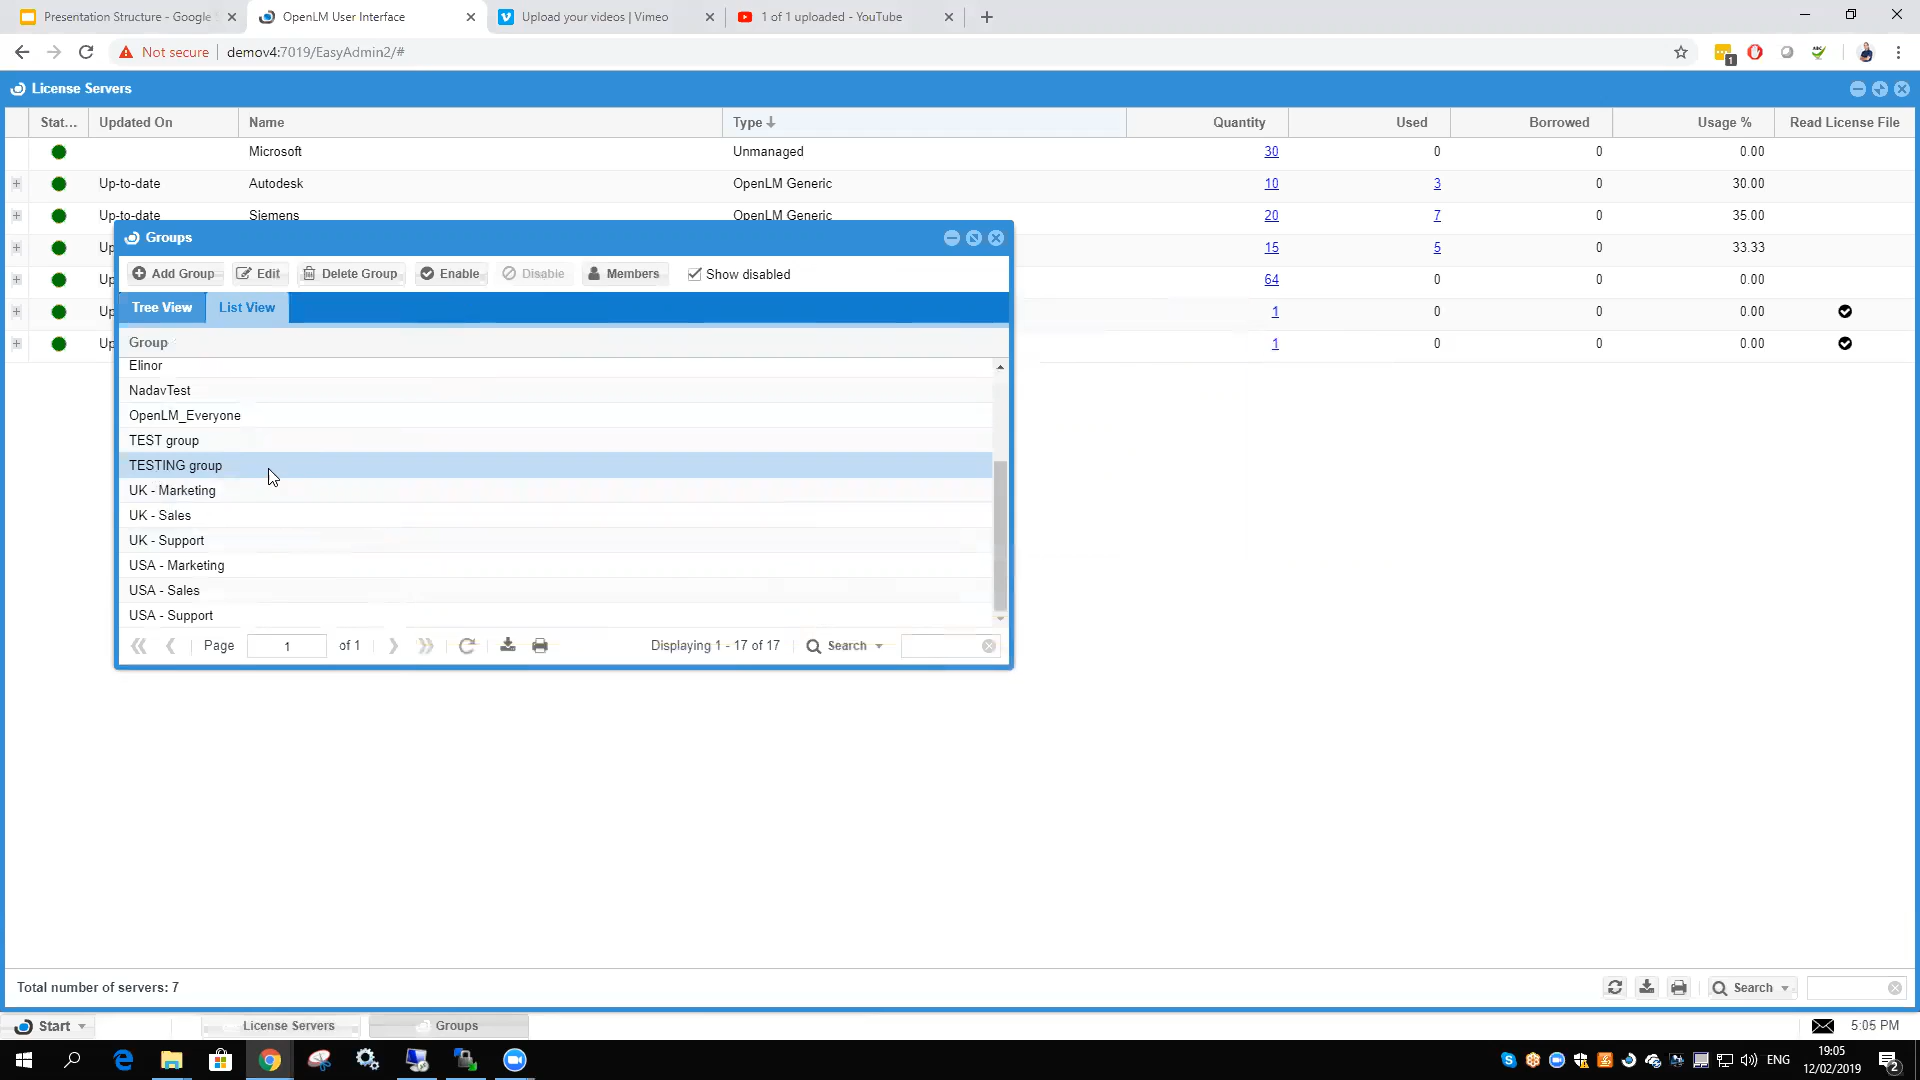 Presentation Structure - Google
OpenLM User Interface
Upload your videos | Vimeo
1 of 1 uploaded - YouTube
Not secure
demov4:7019/EasyAdmin2/#
1
License Servers
Stat...
Updated On
Name
Type
Quantity
Used
Borrowed
Usage %
Read License File
Microsoft
Unmanaged
30
0
0
0.00
Up-to-date
Autodesk
OpenLM Generic
10
3
0
30.00
Up-to-date
Siemens
OpenLM Generic
20
7
0
35.00
Up
15
5
0
33.33
Up
64
0
0
0.00
Up
1
0
0
0.00
Up
1
0
0
0.00
Groups
Add Group
Edit
Delete Group
Enable
Disable
Members
Show disabled
Tree View
List View
Group
Elinor
NadavTest
OpenLM_Everyone
TEST group
TESTING group
UK - Marketing
UK - Sales
UK - Support
USA - Marketing
USA - Sales
USA - Support
Page
1
of 1
Displaying 1 - 17 of 17
Search
Total number of servers: 7
Search
Start
License Servers
Groups
5:05 PM
ENG
19:05
12/02/2019
2